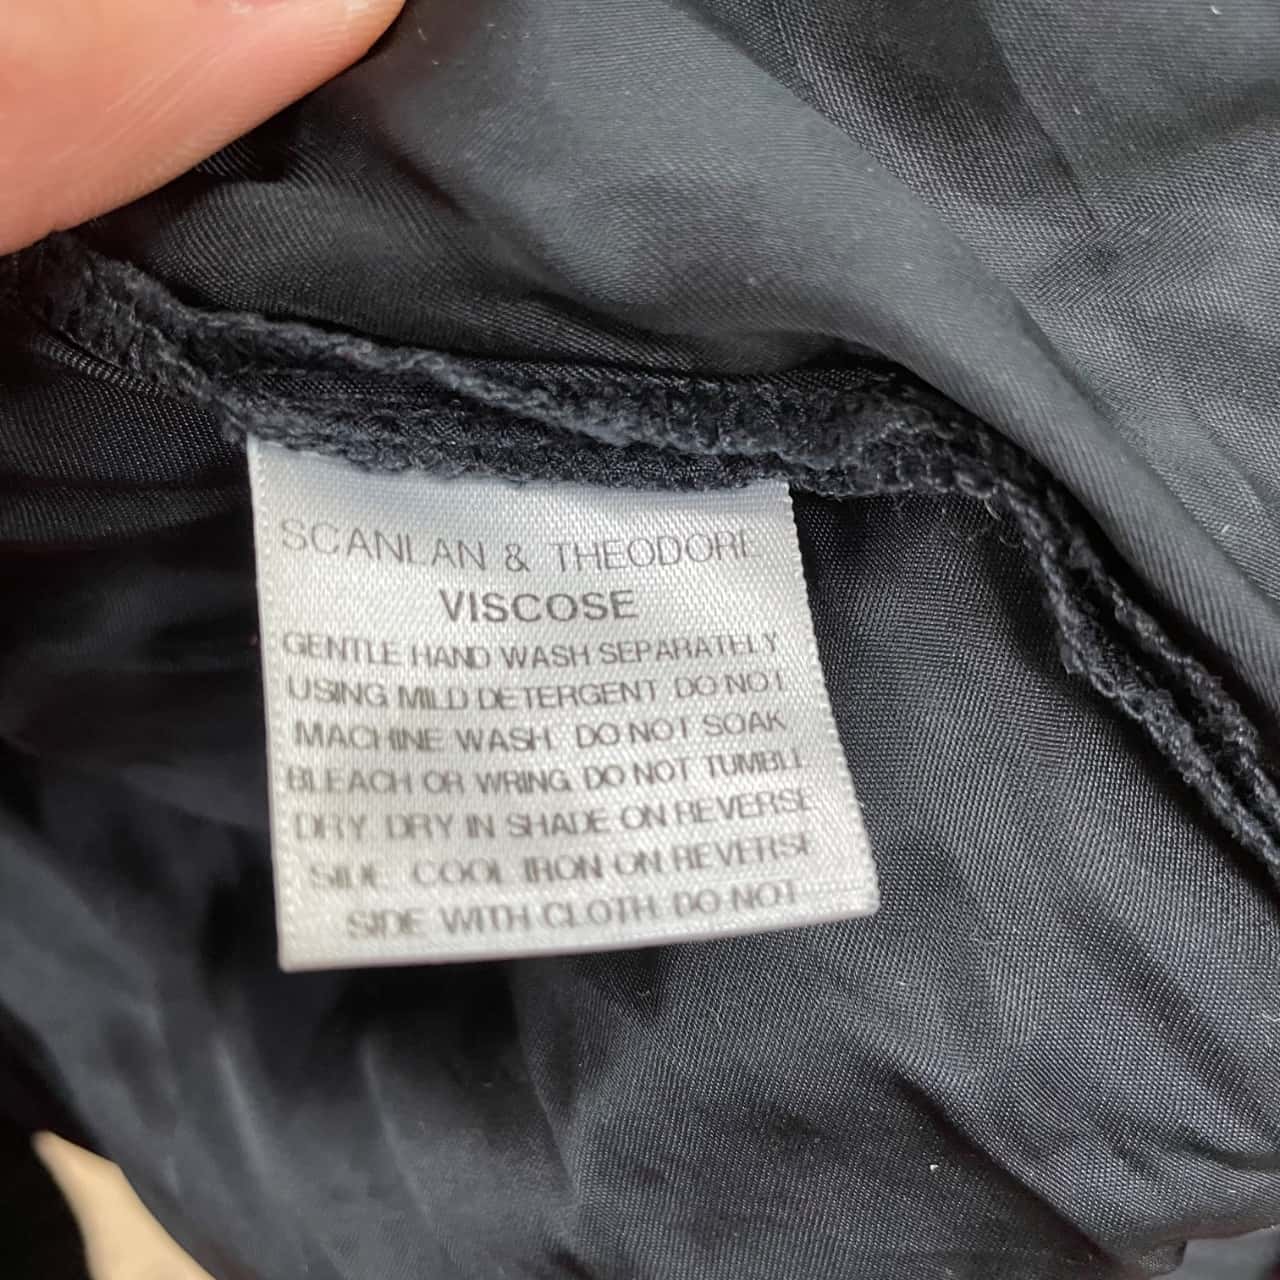 SCANLAN & THEODORE
VISCOSE
GENTLE HAND WASH SEPARATELY
USING MILD DETERGENT DO NOT
MACHINE WASH DO NOT SOAK
BLEACH OR WRING. DO NOT TUMBLE
DRY. DRY IN SHADE ON REVERSE
SIDE COOL IRON ON REVERSE
SIDE WITH CLOTH. DO NOT